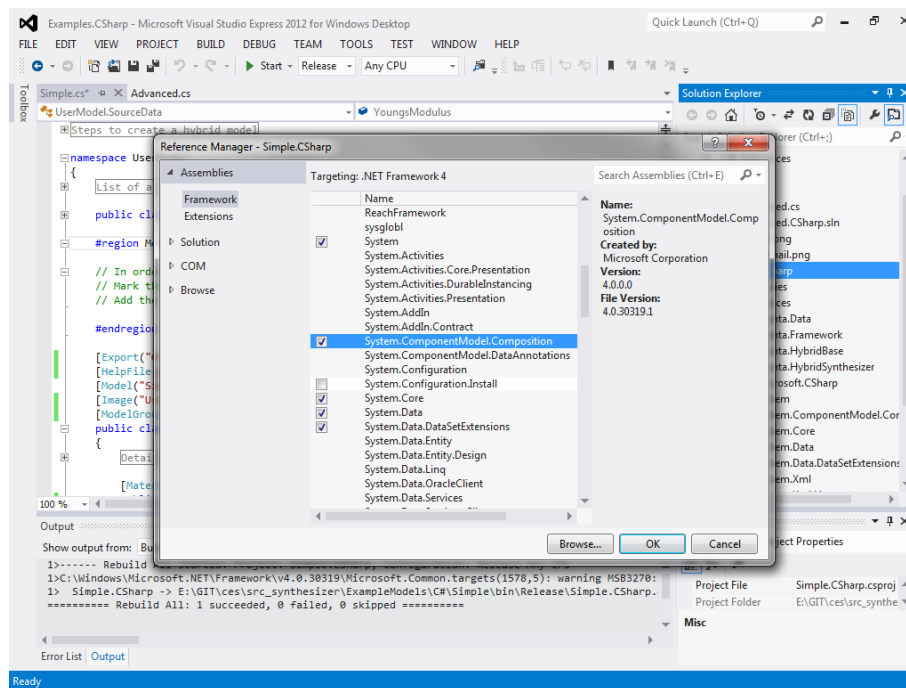 Examples.CSharp - Microsoft Visual Studio Express 2012 for Windows Desktop
Quick Launch (Ctrl+Q)
FILE EDIT VIEW PROJECT BUILD DEBUG TEAM TOOLS TEST WINDOW HELP
Start Release Any CPU
Toolbox
Simple.cs* Advanced.cs
UserModel.SourceData YoungsModulus
Steps to create a hybrid model
namespace Use
{
List of a
public cl
#region M
// In ord
// Mark th
// Add the
#endregion
[Export("
[HelpFile
[Model("S
[Image("U
[ModelGro
public cl
{
Detai
[Mate
100 %
Reference Manager - Simple.CSharp
Assemblies
Framework
Extensions
Solution
COM
Browse
Targeting: .NET Framework 4
Search Assemblies (Ctrl+E)
Name
ReachFramework
sysglobl
System
System.Activities
System.Activities.Core.Presentation
System.Activities.DurableInstancing
System.Activities.Presentation
System.AddIn
System.AddIn.Contract
System.ComponentModel.Composition
System.ComponentModel.DataAnnotations
System.Configuration
System.Configuration.Install
System.Core
System.Data
System.Data.DataSetExtensions
System.Data.Entity
System.Data.Entity.Design
System.Data.Linq
System.Data.OracleClient
System.Data.Services
Name:
System.ComponentModel.Comp
osition
Created by:
Microsoft Corporation
Version:
4.0.0.0
File Version:
4.0.30319.1
Browse... OK Cancel
Solution Explorer
orer (Ctrl+;)
ces
ed.cs
ed.CSharp.sln
png
ail.png
arp
es
ces
ta.Data
ta.Framework
ta.HybridBase
ta.HybridSynthesizer
rosoft.CSharp
em
em.ComponentModel.Cor
em.Core
em.Data
em.Data.DataSetExtensions
em.Xml
Output
Show output from: Bu
1>------ Rebuild
1>C:\Windows\Microsoft.NET\Framework\v4.0.30319\Microsoft.Common.targets(1578,5): warning MSB3270:
1> Simple.CSharp -> E:\GIT\ces\src_synthesizer\ExampleModels\C#\Simple\bin\Release\Simple.CSharp.
========== Rebuild All: 1 succeeded, 0 failed, 0 skipped ==========
Error List Output
ject Properties
Project File Simple.CSharp.csproj
Project Folder E:\GIT\ces\src_synthe
Misc
Ready